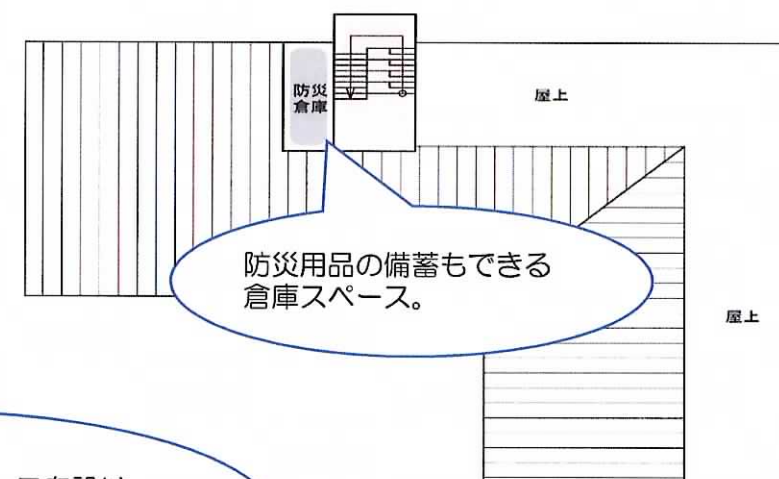 防災
倉庫
屋上
防災用品の備蓄もできる
倉庫スペース。
屋上